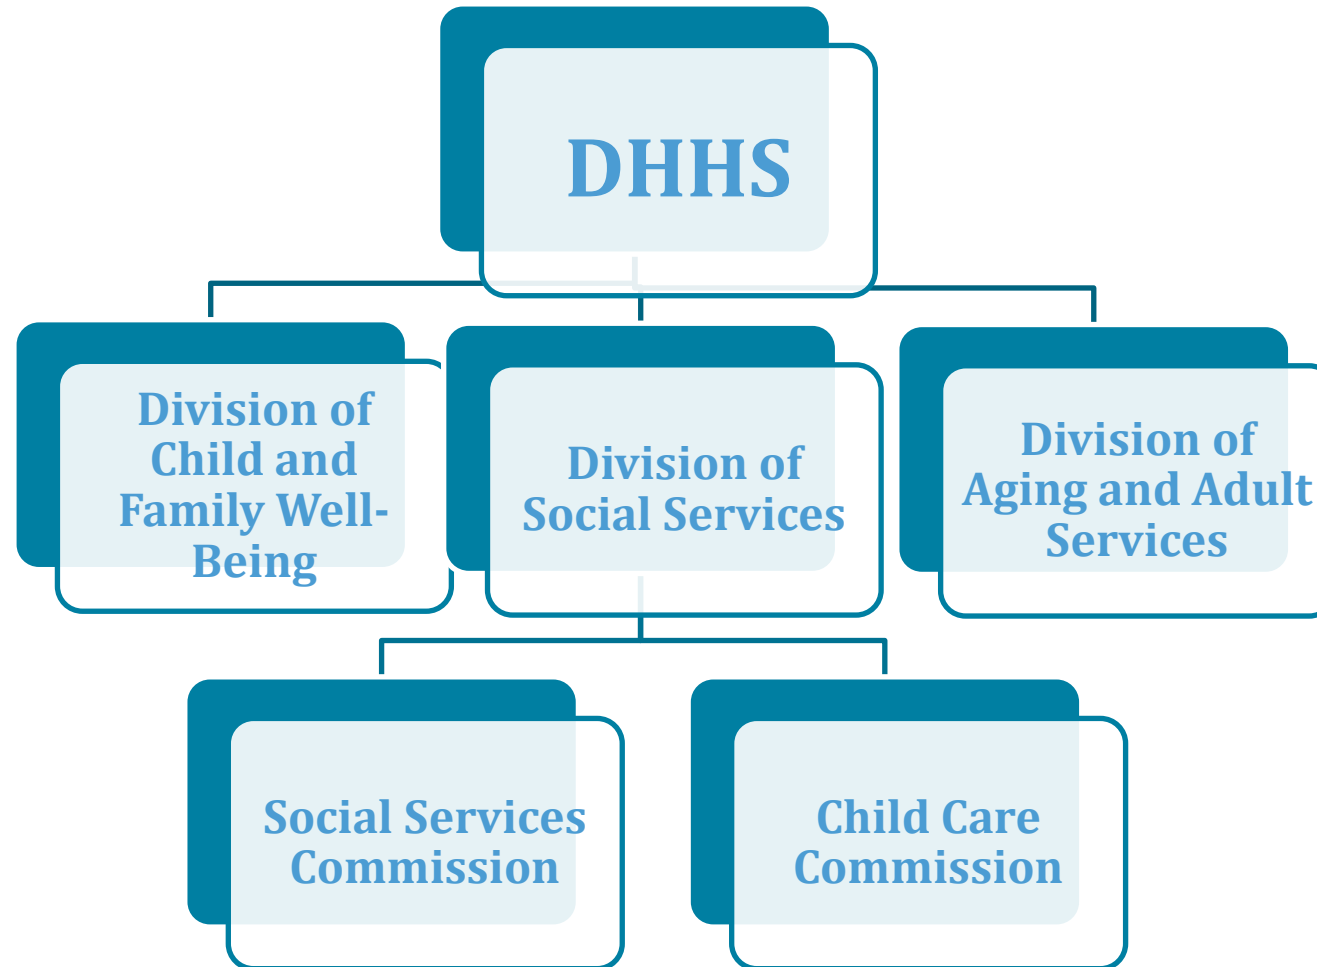 DHHS
Division of
Child and
Family Well-
Being
Division of
Social Services
Division of
Aging and Adult
Services
Social Services
Commission
Child Care
Commission